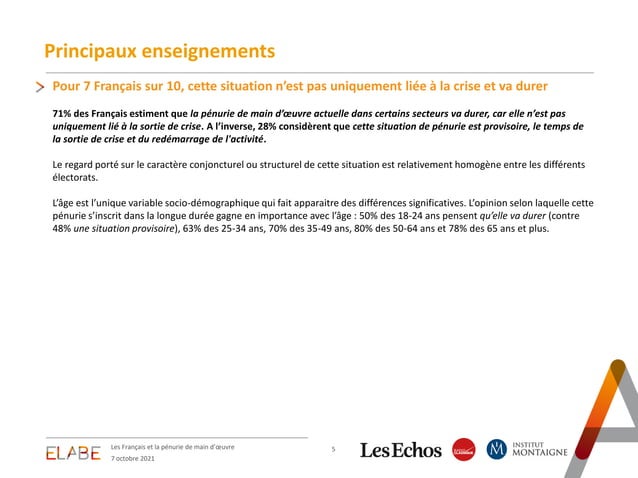 Principaux enseignements
Pour 7 Français sur 10, cette situation n’est pas uniquement liée à la crise et va durer
71% des Français estiment que la pénurie de main d’œuvre actuelle dans certains secteurs va durer, car elle n’est pas
uniquement lié à la sortie de crise. A l’inverse, 28% considèrent que cette situation de pénurie est provisoire, le temps de
la sortie de crise et du redémarrage de l'activité.
Le regard porté sur le caractère conjoncturel ou structurel de cette situation est relativement homogène entre les différents
électorats.
L’âge est l’unique variable socio-démographique qui fait apparaitre des différences significatives. L’opinion selon laquelle cette
pénurie s’inscrit dans la longue durée gagne en importance avec l’âge : 50% des 18-24 ans pensent qu’elle va durer (contre
48% une situation provisoire), 63% des 25-34 ans, 70% des 35-49 ans, 80% des 50-64 ans et 78% des 65 ans et plus.
ELABE
Les Français et la pénurie de main d’œuvre
7 octobre 2021
5
LesEchos
INSTITUT
MONTAIGNE